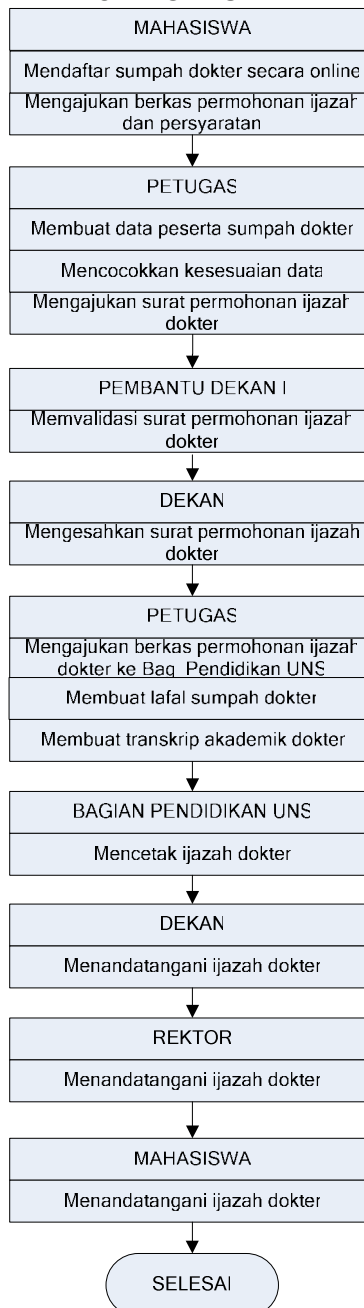 MAHASISWA
Mendaftar sumpah dokter secara online
Mengajukan berkas permohonan ijazah
dan persyaratan
PETUGAS
Membuat data peserta sumpah dokter
Mencocokkan kesesuaian data
Mengajukan surat permohonan ijazah
dokter
PEMBANTU DEKAN I
Memvalidasi surat permohonan ijazah
dokter
DEKAN
Mengesahkan surat permohonan ijazah
dokter
PETUGAS
Mengajukan berkas permohonan ijazah
dokter ke Bag. Pendidikan UNS
Membuat lafal sumpah dokter
Membuat transkrip akademik dokter
BAGIAN PENDIDIKAN UNS
Mencetak ijazah dokter
DEKAN
Menandatangani ijazah dokter
REKTOR
Menandatangani ijazah dokter
MAHASISWA
Menandatangani ijazah dokter
SELESAI